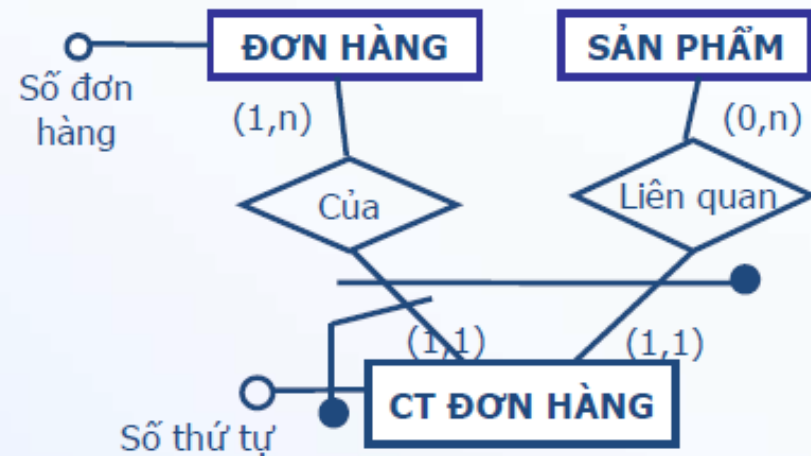 ĐƠN HÀNG
SẢN PHẨM
Số đơn
hàng
(1,n)
(0,n)
Của
Liên quan
(1,1)
(1,1)
CT ĐƠN HÀNG
Số thứ tự